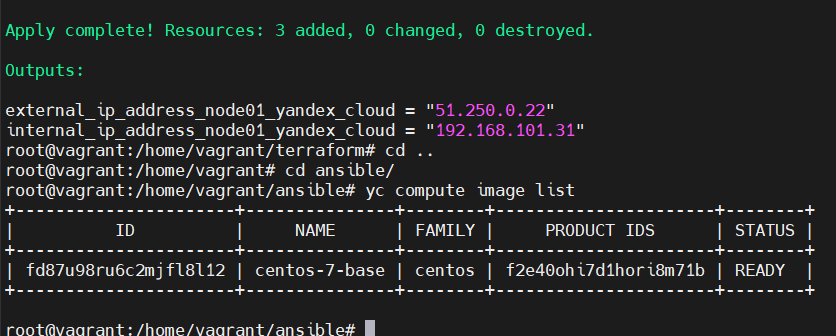 Apply complete! Resources: 3 added, 0 changed, 0 destroyed.
Outputs:
external_ip_address_node01_yandex_cloud = "51.250.0.22"
internal_ip_address_node01_yandex_cloud = "192.168.101.31"
root@vagrant:/home/vagrant/terraform# cd ..
root@vagrant:/home/vagrant# cd ansible/
root@vagrant:/home/vagrant/ansible# yc compute image list
+----------------------+---------------+--------+----------------------+--------+
| ID | NAME | FAMILY | PRODUCT IDS | STATUS |
+----------------------+---------------+--------+----------------------+--------+
| fd87u98ru6c2mjfl8l12 | centos-7-base | centos | f2e40ohi7d1hori8m71b | READY |
+----------------------+---------------+--------+----------------------+--------+
root@vagrant:/home/vagrant/ansible#